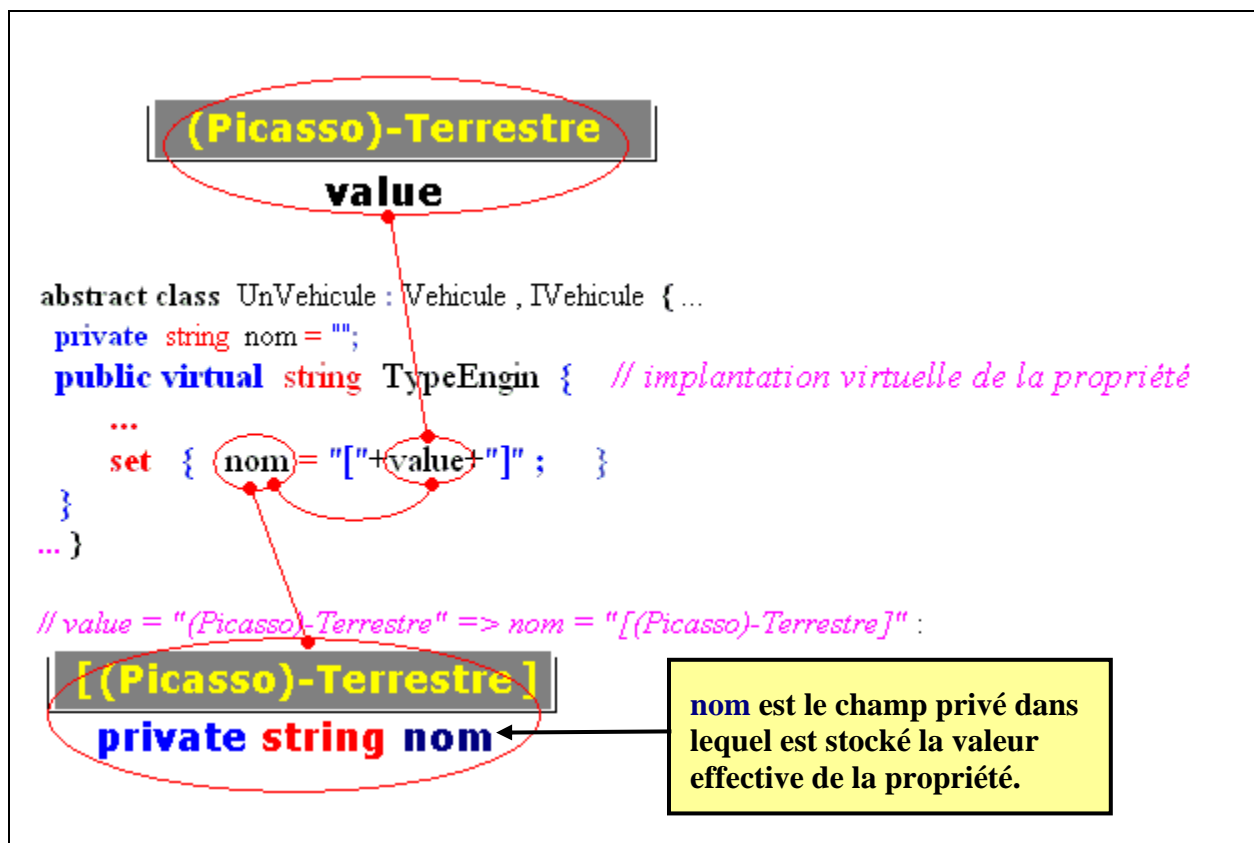 (Picasso)-Terrestre
value
abstract class UnVehicule : Vehicule , IVehicule { ...
private string nom = "";
public virtual string TypeEngin { // implantation virtuelle de la propriété
...
set { nom = "["+value+"]" ; }
}
... }
// value = "(Picasso)-Terrestre" => nom = "[(Picasso)-Terrestre]" :
[(Picasso)-Terrestre]
private string nom
nom est le champ privé dans
lequel est stocké la valeur
effective de la propriété.